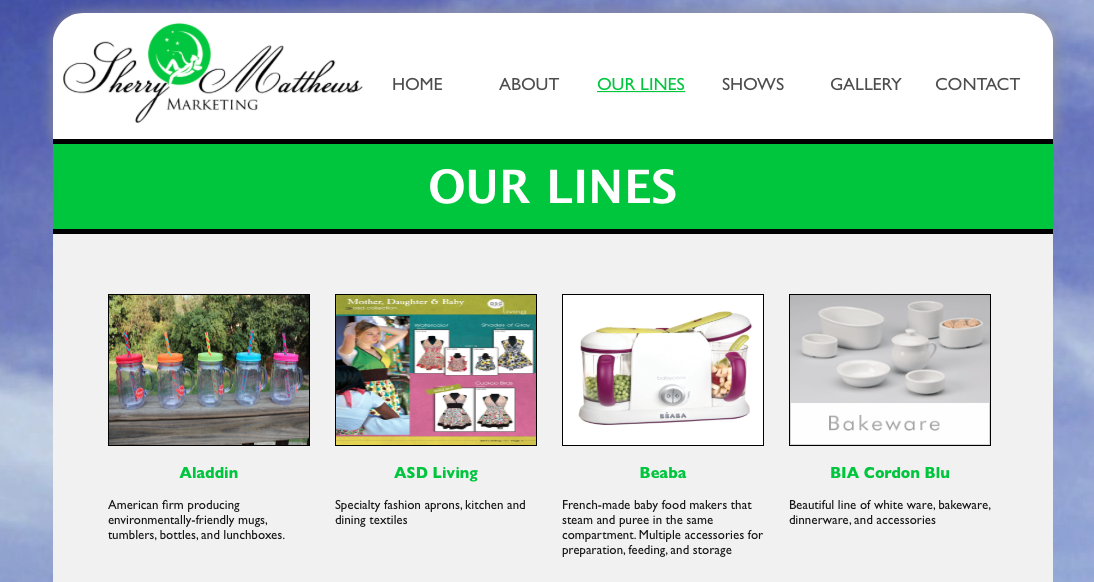 Sherry Matthews
MARKETING
HOME ABOUT OUR LINES SHOWS GALLERY CONTACT
OUR LINES
Mother, Daughter & Baby
Watercolor
Shades of Gray
Cuckoo Birds
BÉABA
Bakeware
Aladdin
American firm producing
environmentally-friendly mugs,
tumblers, bottles, and lunchboxes.
ASD Living
Specialty fashion aprons, kitchen and
dining textiles
Beaba
French-made baby food makers that
steam and puree in the same
compartment. Multiple accessories for
preparation, feeding, and storage
BIA Cordon Blu
Beautiful line of white ware, bakeware,
dinnerware, and accessories